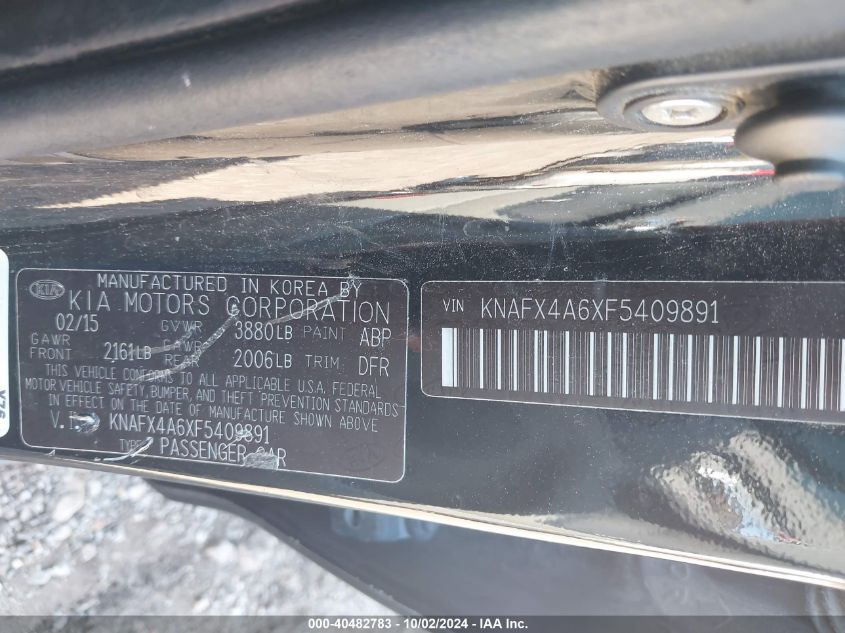 KIA
MANUFACTURED IN KOREA BY
KIA MOTORS CORPORATION
02/15 GVWR 3880LB PAINT ABP
GAWR FRONT 2161LB GAWR REAR 2006LB TRIM DFR
THIS VEHICLE CONFORMS TO ALL APPLICABLE U.S.A. FEDERAL
MOTOR VEHICLE SAFETY, BUMPER, AND THEFT PREVENTION STANDARDS
IN EFFECT ON THE DATE OF MANUFACTURE SHOWN ABOVE
V. KNAFX4A6XF5409891
TYPE PASSENGER CAR
VIN KNAFX4A6XF5409891
000-40482783 - 10/02/2024 - IAA Inc.